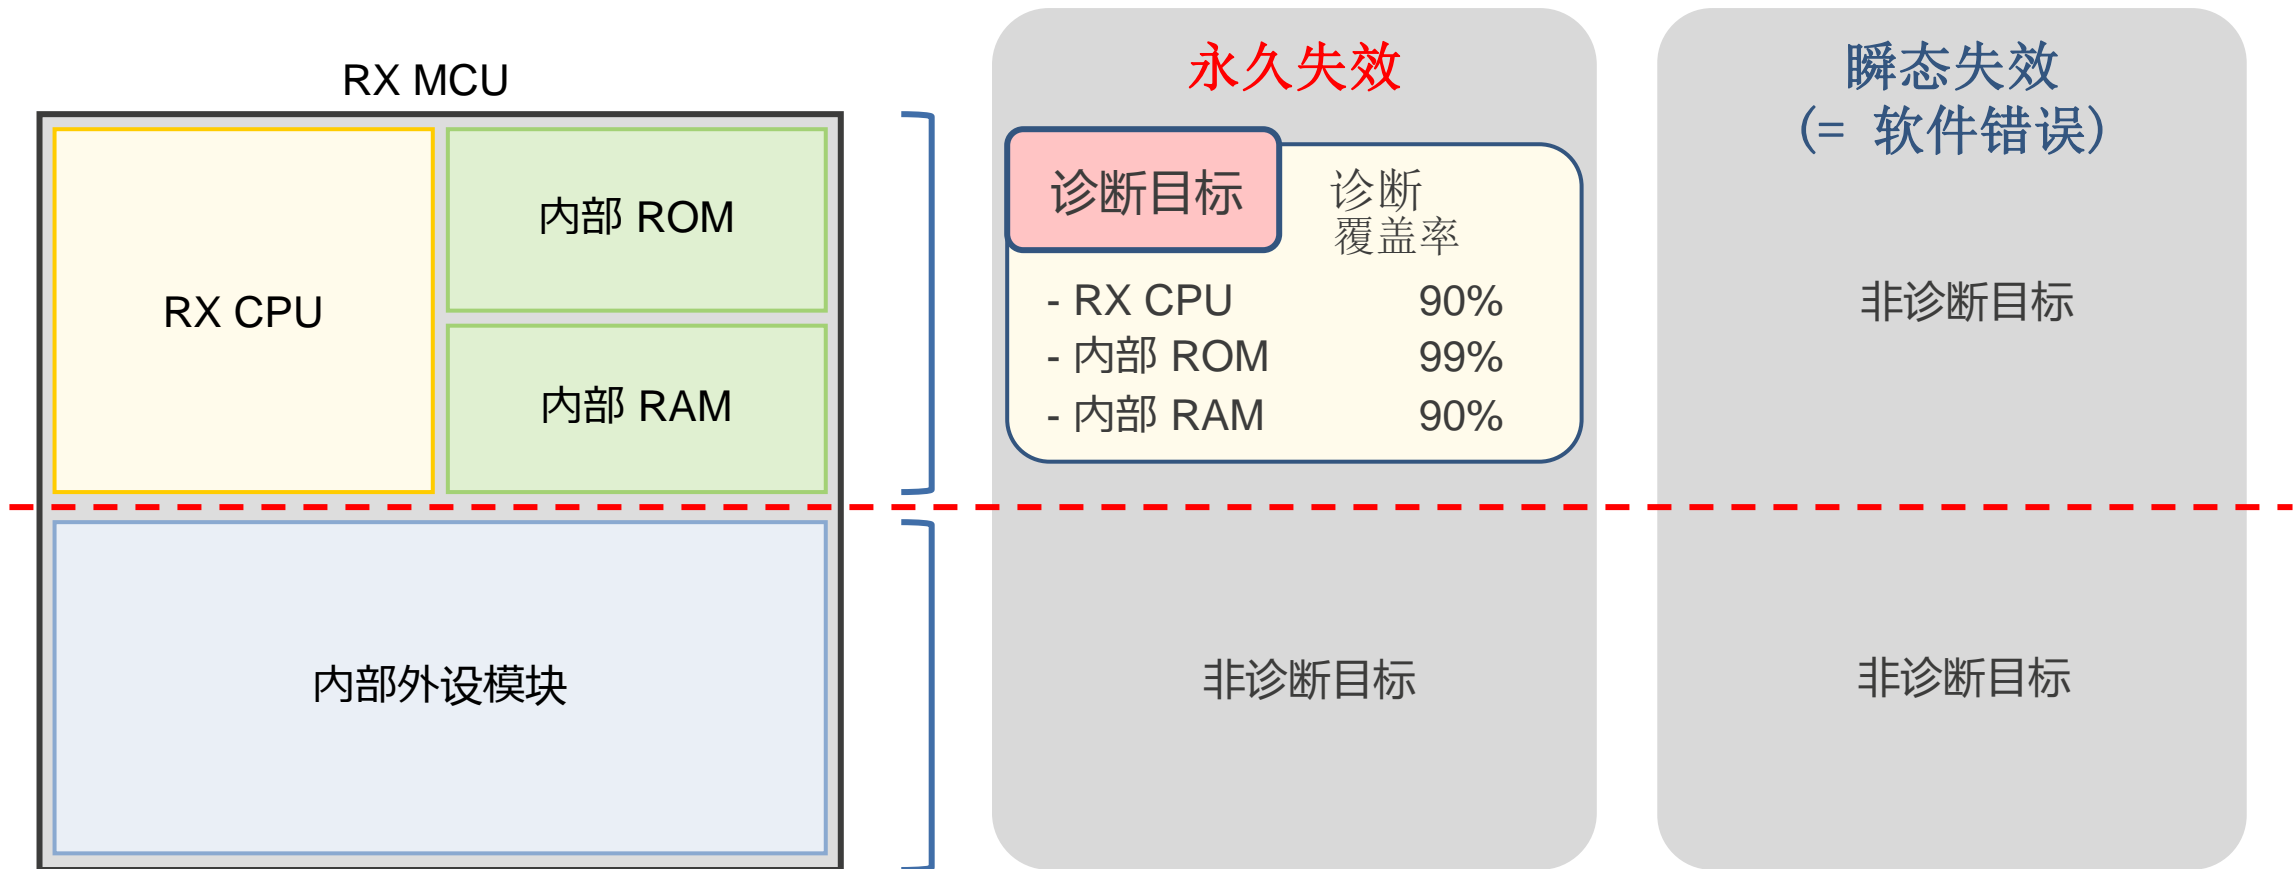 RX MCU
RX CPU
内部 ROM
内部 RAM
内部外设模块
永久失效
诊断目标
诊断
覆盖率
- RX CPU 90%
- 内部 ROM 99%
- 内部 RAM 90%
非诊断目标
瞬态失效
(= 软件错误)
非诊断目标
非诊断目标